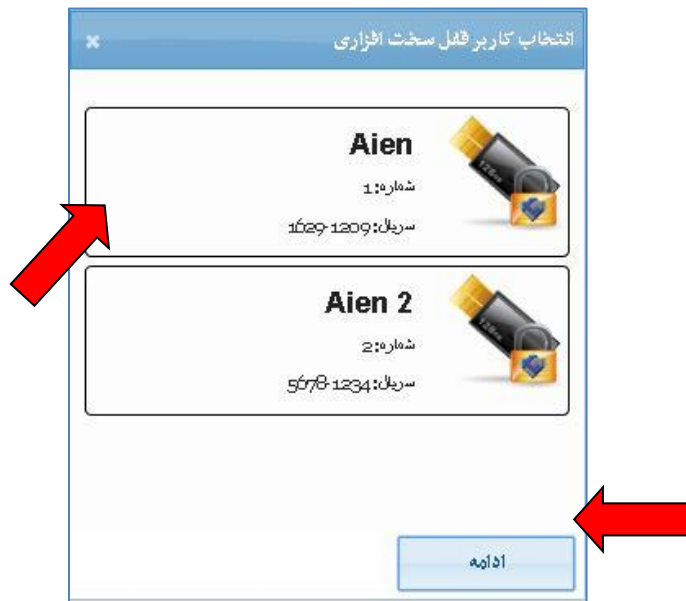 انتخاب کاربر قفل سخت افزاری
Aien
شماره:1
سریال:1629-1209
Aien 2
شماره:2
سریال:5678-1234
ادامه